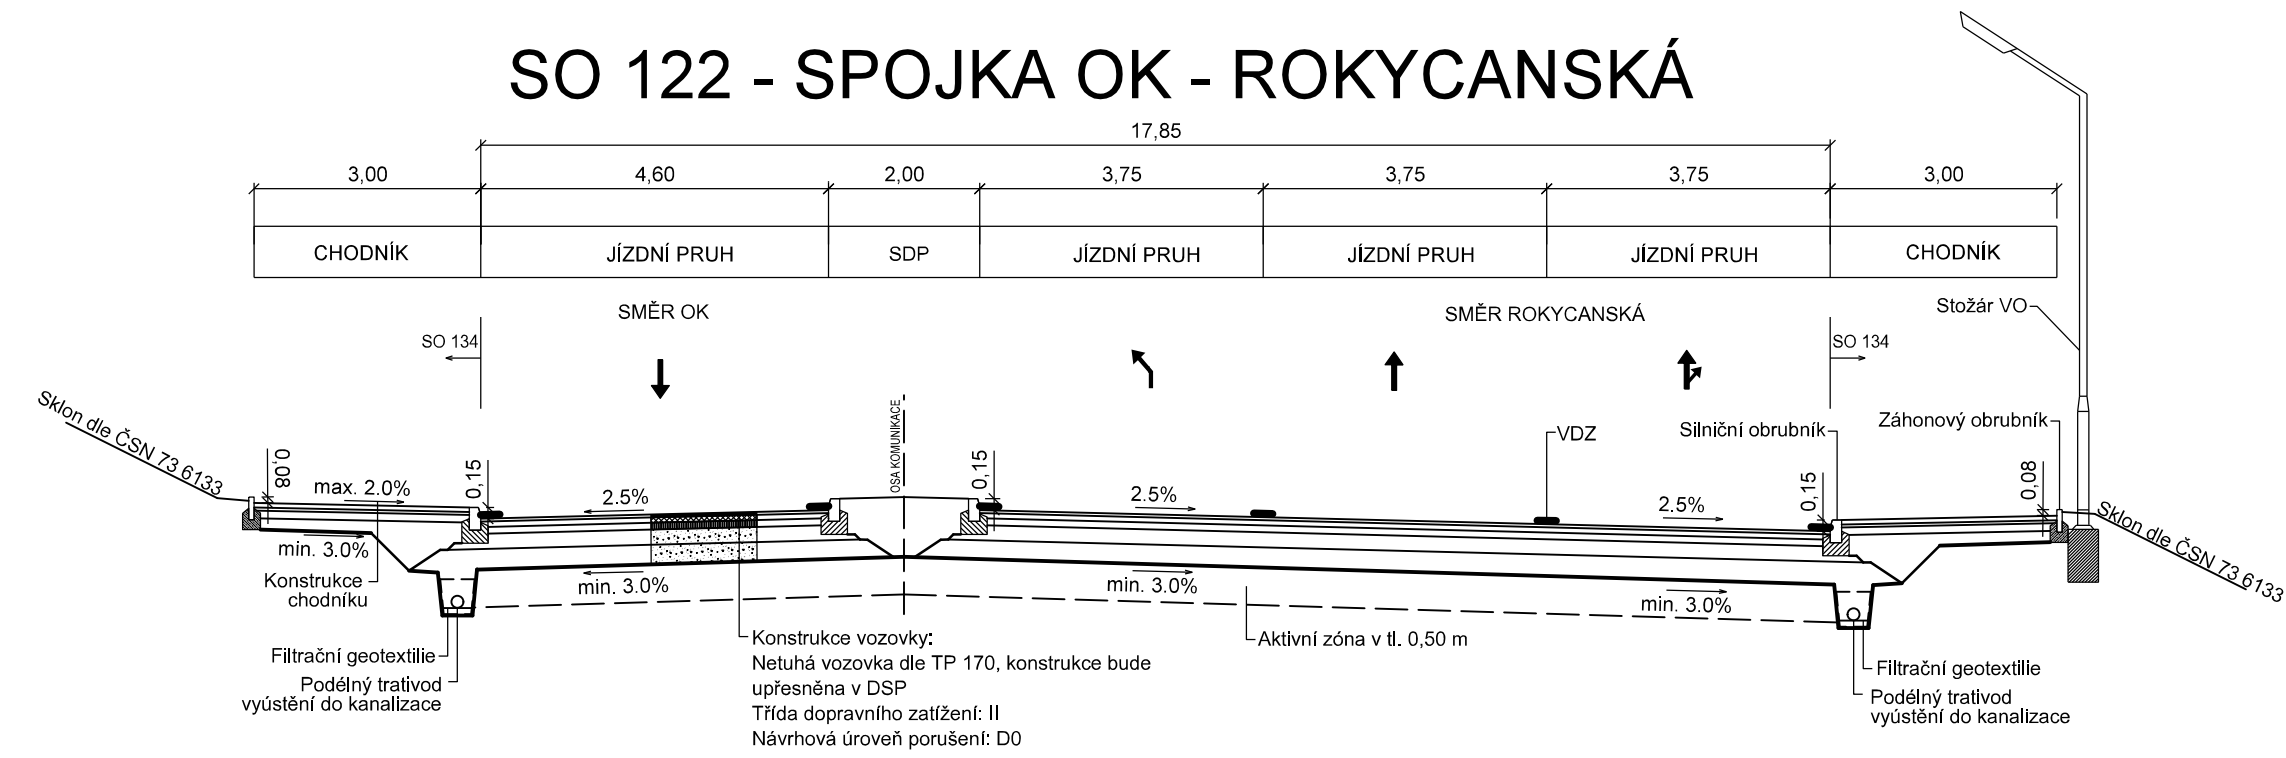 SO 122 - SPOJKA OK - ROKYCANSKÁ
17,85
3,00 4,60 2,00 3,75 3,75 3,75 3,00
CHODNÍK JÍZDNÍ PRUH SDP JÍZDNÍ PRUH JÍZDNÍ PRUH JÍZDNÍ PRUH CHODNÍK
SMĚR OK SMĚR ROKYCANSKÁ
Stožár VO
SO 134 SO 134
Sklon dle ČSN 73 6133
OSA KOMUNIKACE
VDZ
Silniční obrubník
Záhonový obrubník
0,08 0,15 0,15 0,15 0,08
max. 2.0% 2.5% 2.5% 2.5%
Sklon dle ČSN 73 6133
min. 3.0% min. 3.0% min. 3.0% min. 3.0%
Konstrukce
chodníku
Konstrukce vozovky:
Netuhá vozovka dle TP 170, konstrukce bude
upřesněna v DSP
Třída dopravního zatížení: II
Návrhová úroveň porušení: D0
Aktivní zóna v tl. 0,50 m
Filtrační geotextilie
Podélný trativod
vyústění do kanalizace
Filtrační geotextilie
Podélný trativod
vyústění do kanalizace